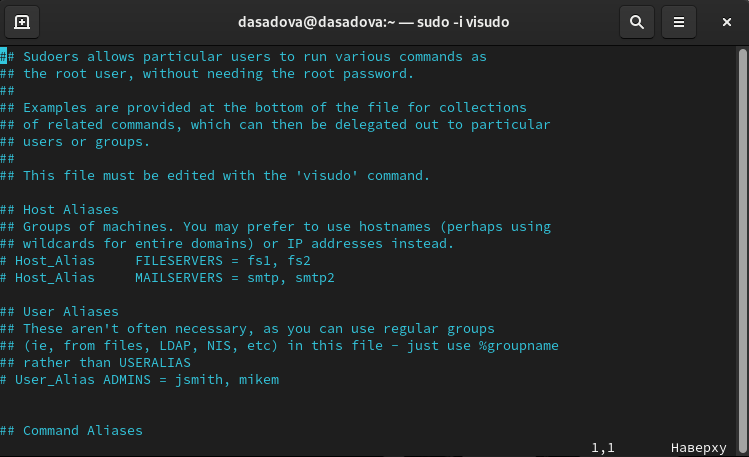 dasadova@dasadova:~ — sudo -i visudo
## Sudoers allows particular users to run various commands as
## the root user, without needing the root password.
##
## Examples are provided at the bottom of the file for collections
## of related commands, which can then be delegated out to particular
## users or groups.
##
## This file must be edited with the 'visudo' command.
## Host Aliases
## Groups of machines. You may prefer to use hostnames (perhaps using
## wildcards for entire domains) or IP addresses instead.
# Host_Alias     FILESERVERS = fs1, fs2
# Host_Alias     MAILSERVERS = smtp, smtp2
## User Aliases
## These aren't often necessary, as you can use regular groups
## (ie, from files, LDAP, NIS, etc) in this file - just use %groupname
## rather than USERALIAS
# User_Alias ADMINS = jsmith, mikem
## Command Aliases
1,1 Наверху